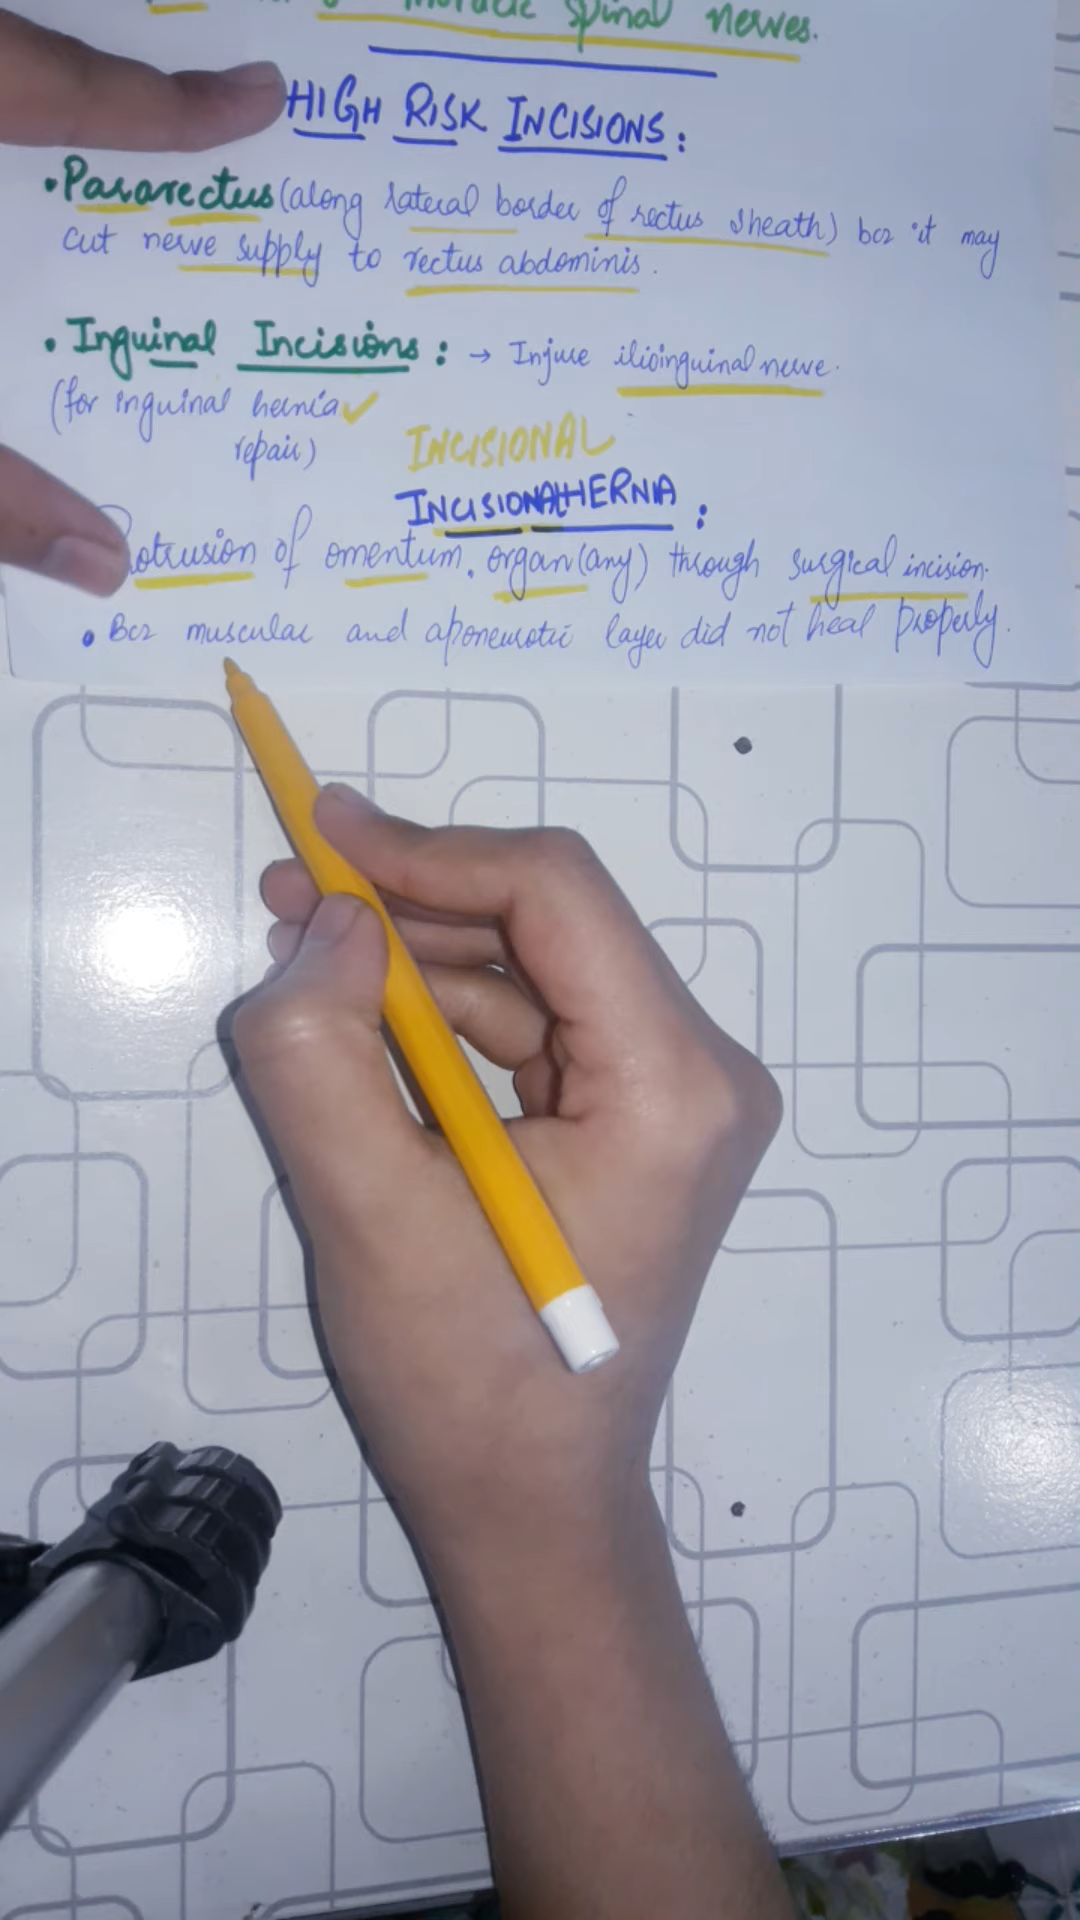 thoracic spinal nerves.
HIGH RISK INCISIONS:
• Pararectus (along lateral border of rectus sheath) bcz it may
cut nerve supply to rectus abdominis.
• Inguinal Incisions: → Injure ilioinguinal nerve.
(for inguinal hernia ✓
repair)
INCISIONAL
INCISIONAL HERNIA:
Protrusion of omentum, organ (any) through surgical incision.
• Bcz muscular and aponeurotic layer did not heal properly.